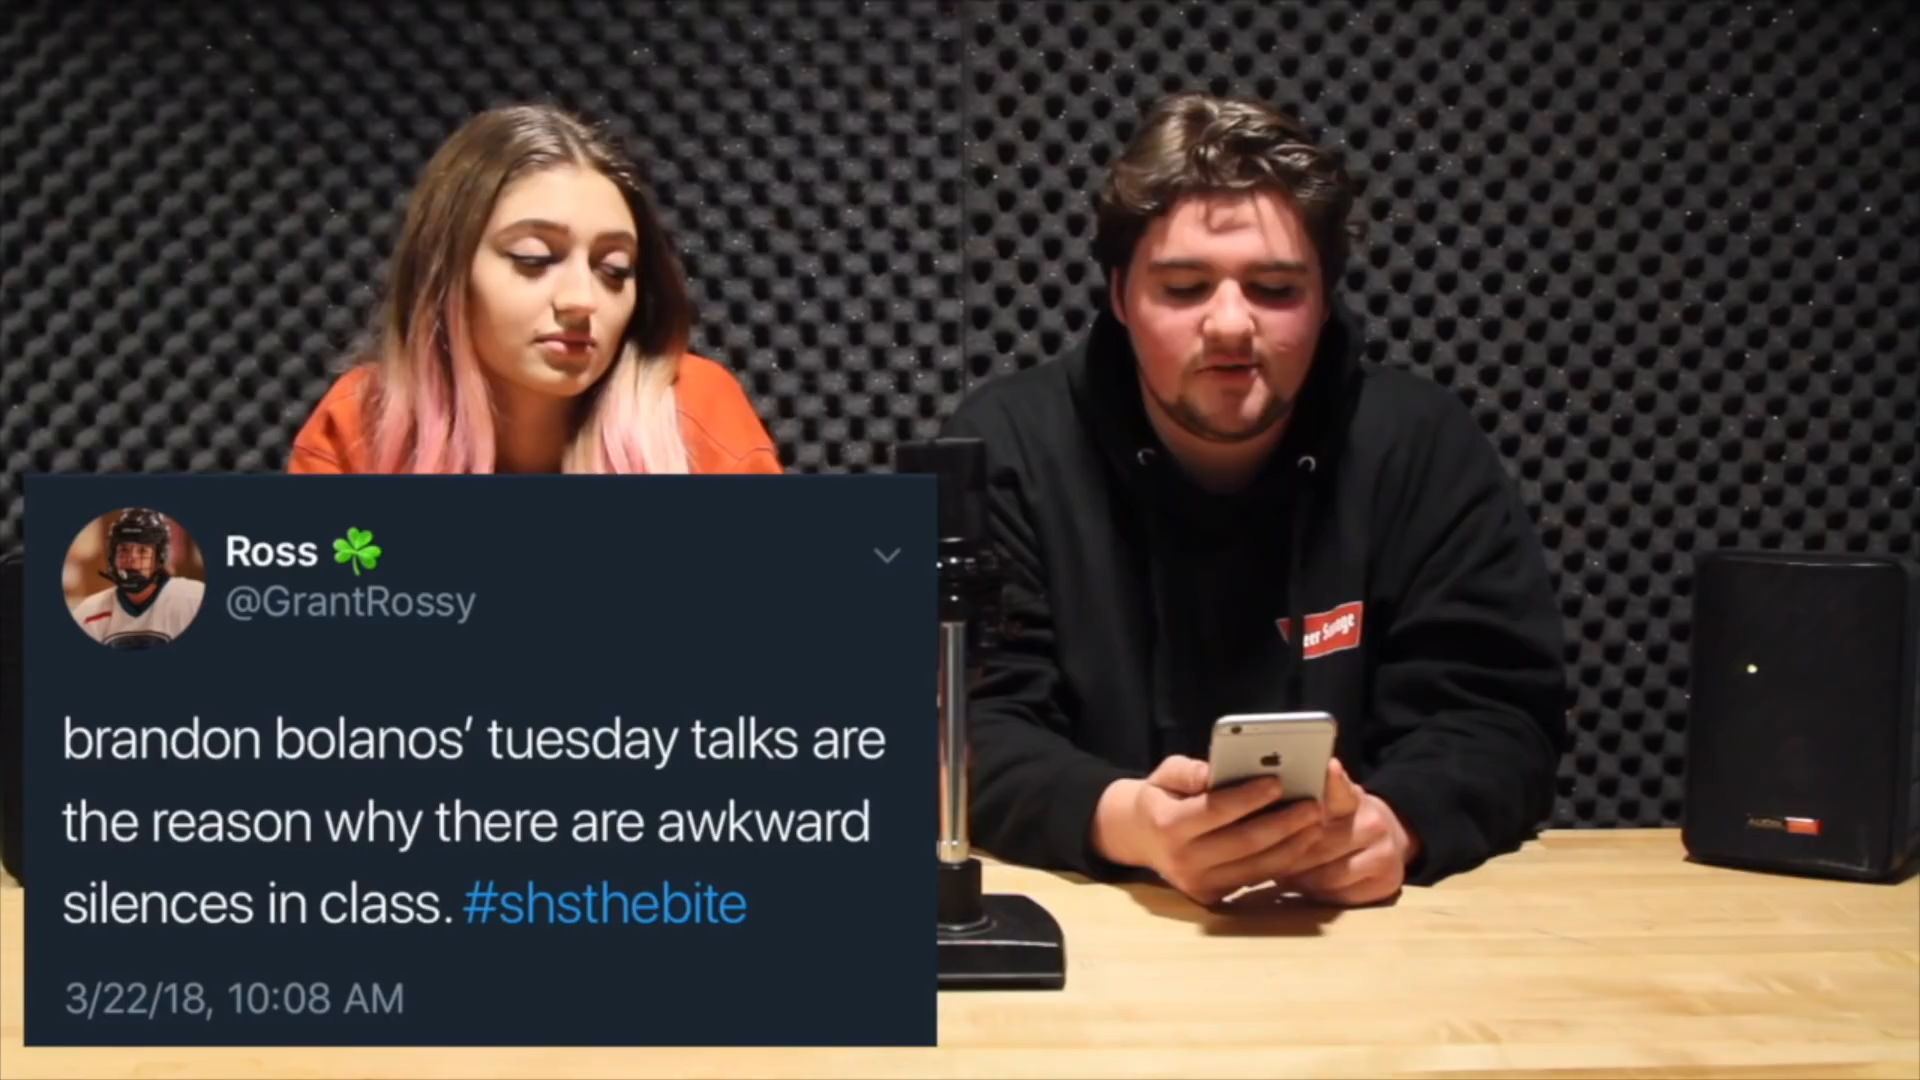 Ross ☘
@GrantRossy
brandon bolanos’ tuesday talks are
the reason why there are awkward
silences in class. #shsthebite
3/22/18, 10:08 AM